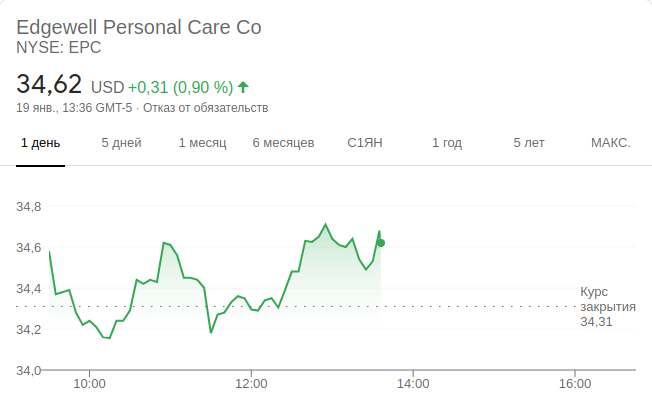 Edgewell Personal Care Co
NYSE: EPC
34,62 USD +0,31 (0,90 %)
19 янв., 13:36 GMT-5 · Отказ от обязательств
1 день 5 дней 1 месяц 6 месяцев С1ЯН 1 год 5 лет МАКС.
34,8
34,6
34,4
Курс
закрытия
34,31
34,2
34,0
10:00 12:00 14:00 16:00